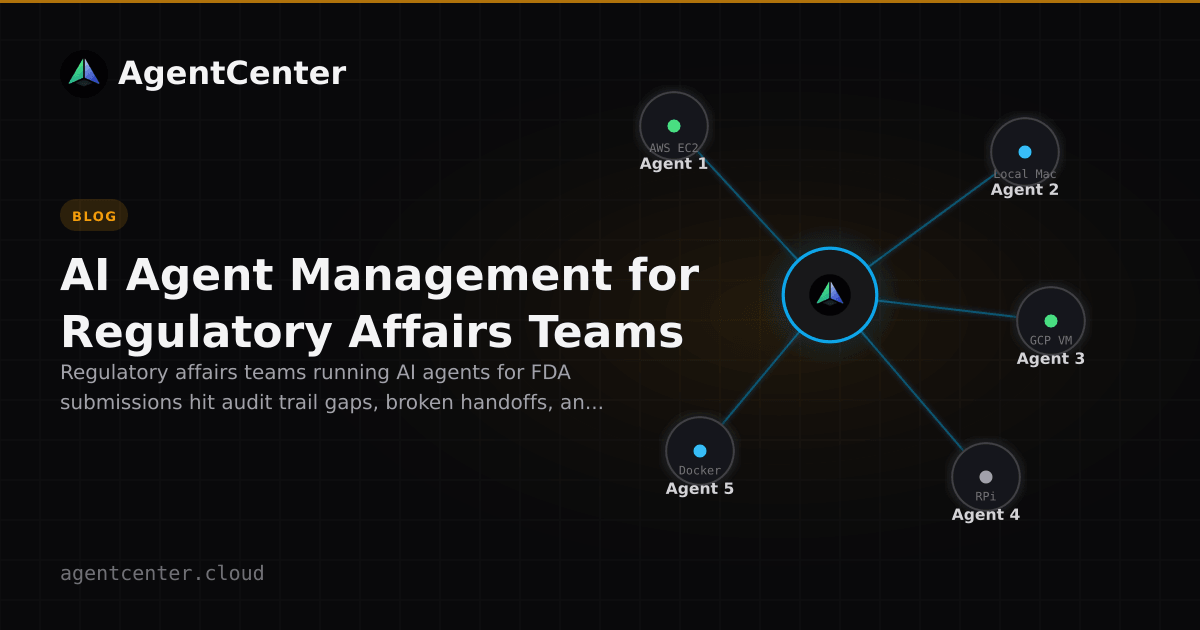 AgentCenter
BLOG
AI Agent Management for
Regulatory Affairs Teams
Regulatory affairs teams running AI agents for FDA
submissions hit audit trail gaps, broken handoffs, an...
agentcenter.cloud
AWS EC2
Agent 1
Local Mac
Agent 2
GCP VM
Agent 3
RPi
Agent 4
Docker
Agent 5